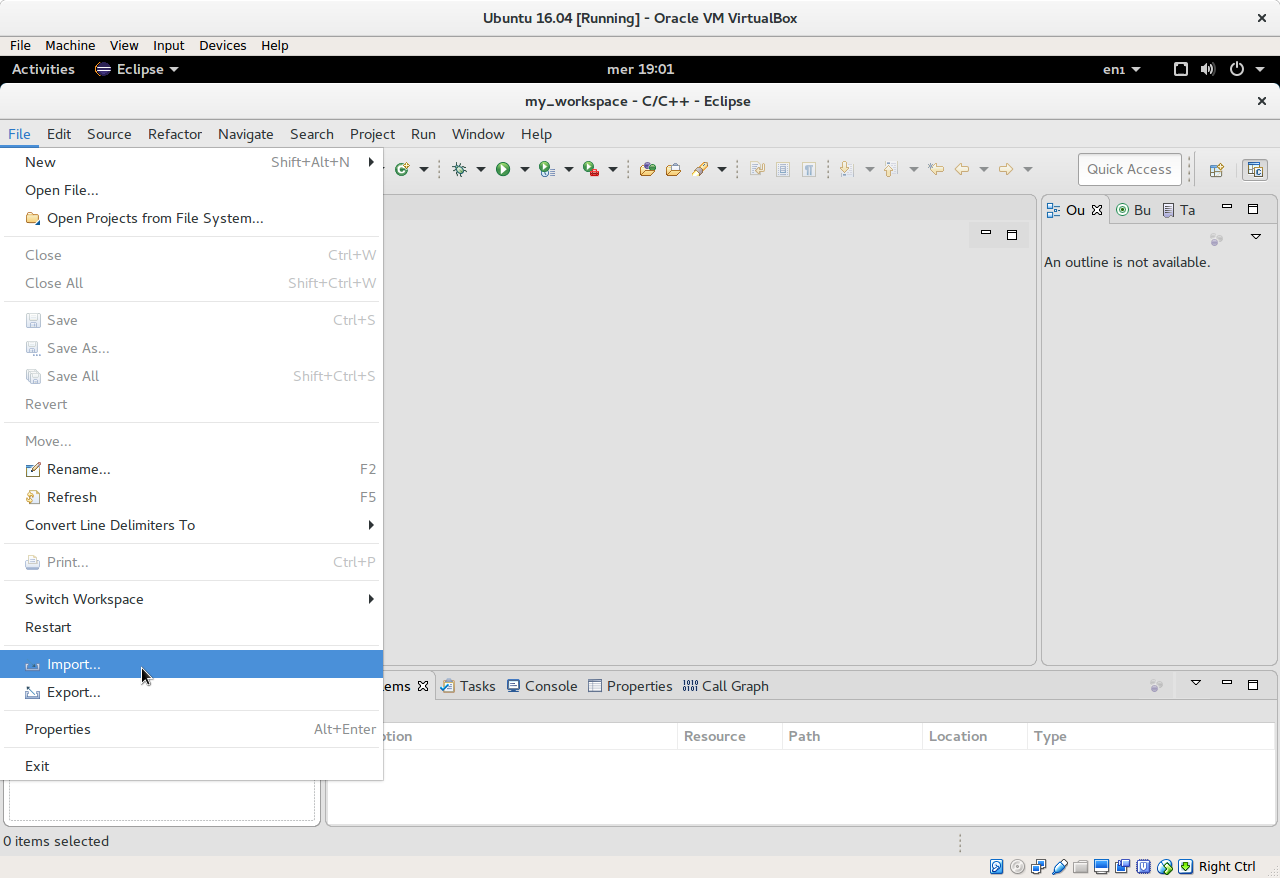 Ubuntu 16.04 [Running] - Oracle VM VirtualBox
File Machine View Input Devices Help
Activities Eclipse mer 19:01 en1
my_workspace - C/C++ - Eclipse
File Edit Source Refactor Navigate Search Project Run Window Help
New Shift+Alt+N
Quick Access
Open File...
Open Projects from File System...
Ou Bu Ta
Close Ctrl+W
An outline is not available.
Close All Shift+Ctrl+W
Save Ctrl+S
Save As...
Save All Shift+Ctrl+S
Revert
Move...
Rename... F2
Refresh F5
Convert Line Delimiters To
Print... Ctrl+P
Switch Workspace
Restart
Import...
Export...
ems Tasks Console Properties Call Graph
Properties Alt+Enter
otion Resource Path Location Type
Exit
0 items selected
Right Ctrl